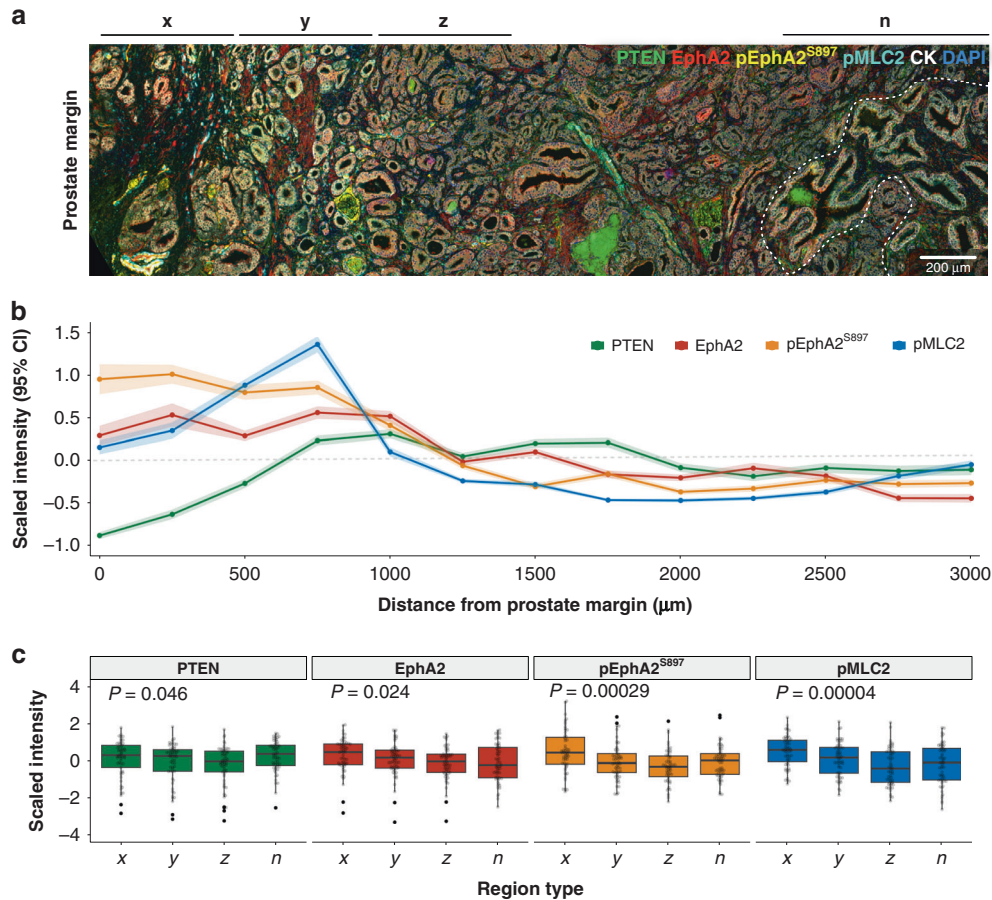 a
x y z n
PTEN EphA2 pEphA2S897 pMLC2 CK DAPI
Prostate margin
200 μm
b
1.5
1.0
0.5
0.0
−0.5
−1.0
Scaled intensity (95% CI)
PTEN EphA2 pEphA2S897 pMLC2
0 500 1000 1500 2000 2500 3000
Distance from prostate margin (μm)
c
PTEN EphA2 pEphA2S897 pMLC2
P = 0.046 P = 0.024 P = 0.00029 P = 0.00004
4
2
0
−2
−4
Scaled intensity
x y z n x y z n x y z n x y z n
Region type